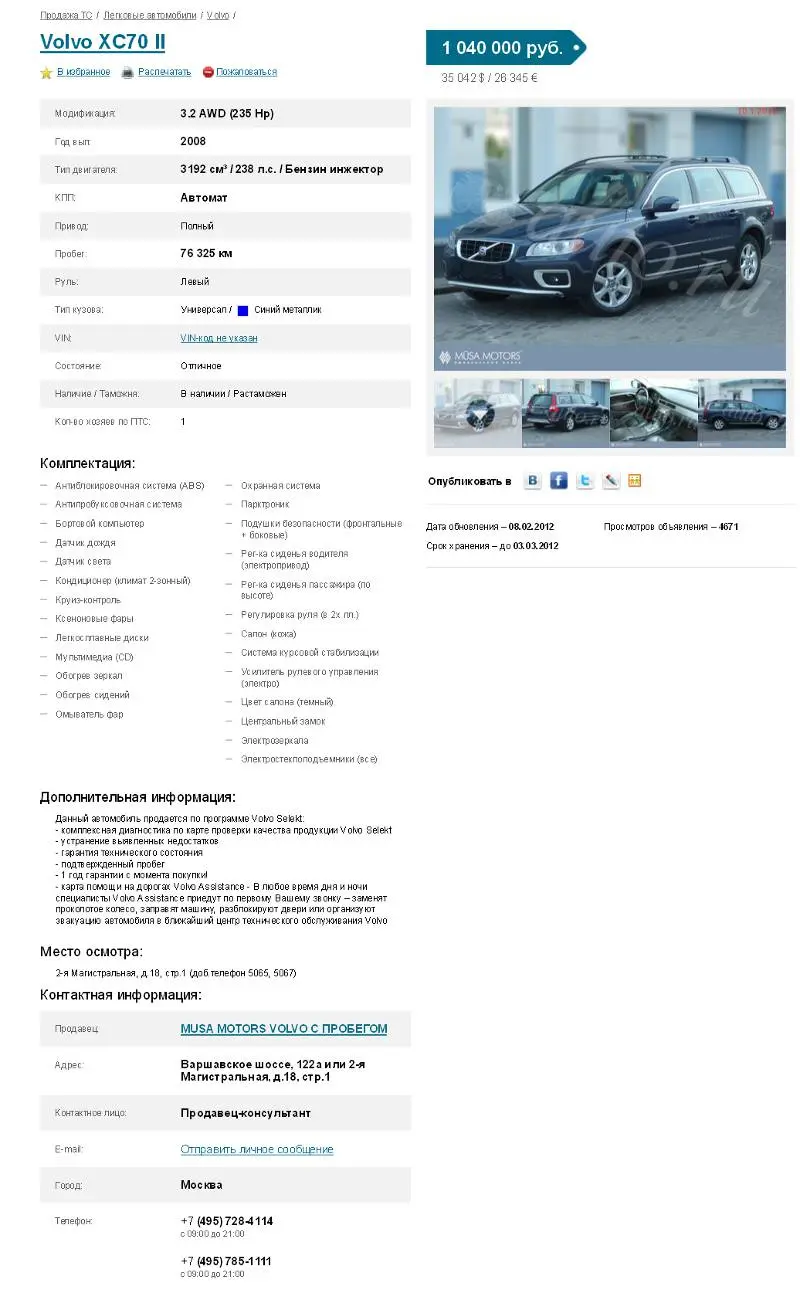 Продажа ТС / Легковые автомобили / Volvo /
Volvo XC70 II
В избранное Распечатать Пожаловаться
1 040 000 руб.
35 042 $ / 26 345 €
Модификация: 3.2 AWD (235 Hp)
Год вып: 2008
Тип двигателя: 3192 см³ / 238 л.с. / Бензин инжектор
КПП: Автомат
Привод: Полный
Пробег: 76 325 км
Руль: Левый
Тип кузова: Универсал / Синий металлик
VIN: VIN-код не указан
Состояние: Отличное
Наличие / Таможня: В наличии / Растаможен
Кол-во хозяев по ПТС: 1
MUSA MOTORS
Опубликовать в
Дата обновления – 08.02.2012 Просмотров объявления – 4671
Срок хранения – до 03.03.2012
Комплектация:
— Антиблокировочная система (ABS)
— Антипробуксовочная система
— Бортовой компьютер
— Датчик дождя
— Датчик света
— Кондиционер (климат 2-зонный)
— Круиз-контроль
— Ксеноновые фары
— Легкосплавные диски
— Мультимедиа (CD)
— Обогрев зеркал
— Обогрев сидений
— Омыватель фар
— Охранная система
— Парктроник
— Подушки безопасности (фронтальные
+ боковые)
— Рег-ка сиденья водителя
(электропривод)
— Рег-ка сиденья пассажира (по
высоте)
— Регулировка руля (в 2х пл.)
— Салон (кожа)
— Система курсовой стабилизации
— Усилитель рулевого управления
(электро)
— Цвет салона (темный)
— Центральный замок
— Электрозеркала
— Электростеклоподъемники (все)
Дополнительная информация:
Данный автомобиль продается по программе Volvo Selekt:
- комплексная диагностика по карте проверки качества продукции Volvo Selekt
- устранение выявленных недостатков
- гарантия технического состояния
- подтвержденный пробег
- 1 год гарантии с момента покупки!
- карта помощи на дорогах Volvo Assistance - В любое время дня и ночи
специалисты Volvo Assistance приедут по первому Вашему звонку – заменят
проколотое колесо, заправят машину, разблокируют двери или организуют
эвакуацию автомобиля в ближайший центр технического обслуживания Volvo
Место осмотра:
2-я Магистральная, д.18, стр.1 (доб.телефон 5065, 5067)
Контактная информация:
Продавец: MUSA MOTORS VOLVO С ПРОБЕГОМ
Адрес: Варшавское шоссе, 122а или 2-я
Магистральная, д.18, стр.1
Контактное лицо: Продавец-консультант
E-mail: Отправить личное сообщение
Город: Москва
Телефон: +7 (495) 728-4114
с 09:00 до 21:00
+7 (495) 785-1111
с 09:00 до 21:00